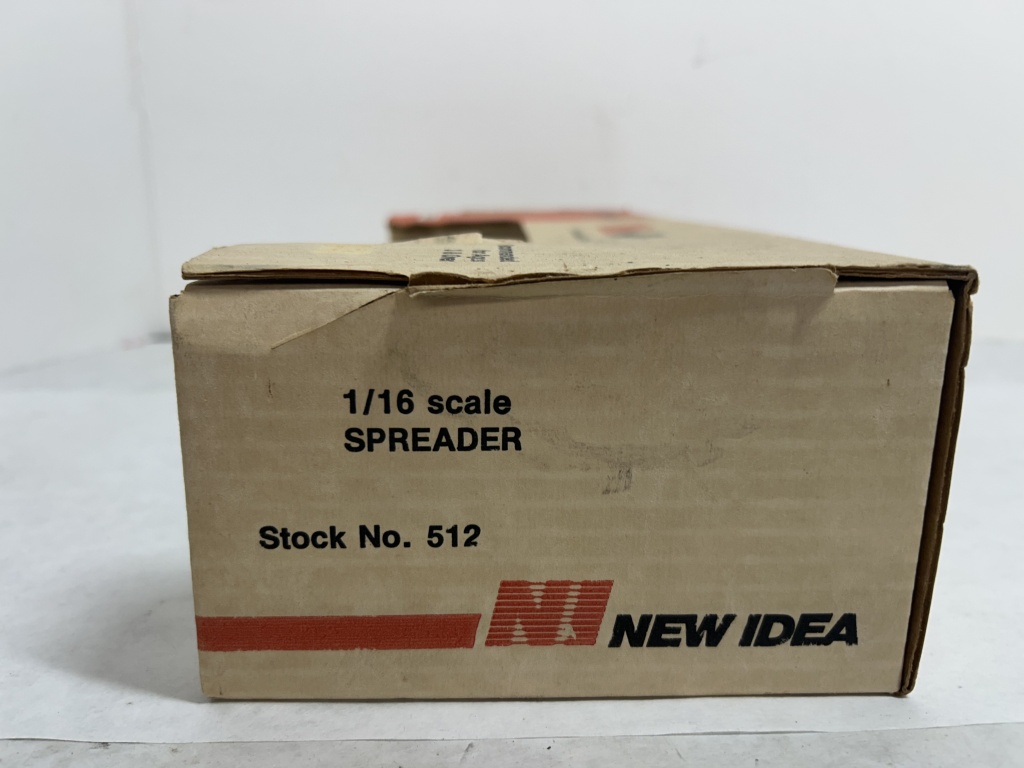 1/16 scale
SPREADER
Stock No. 512
NI NEW IDEA